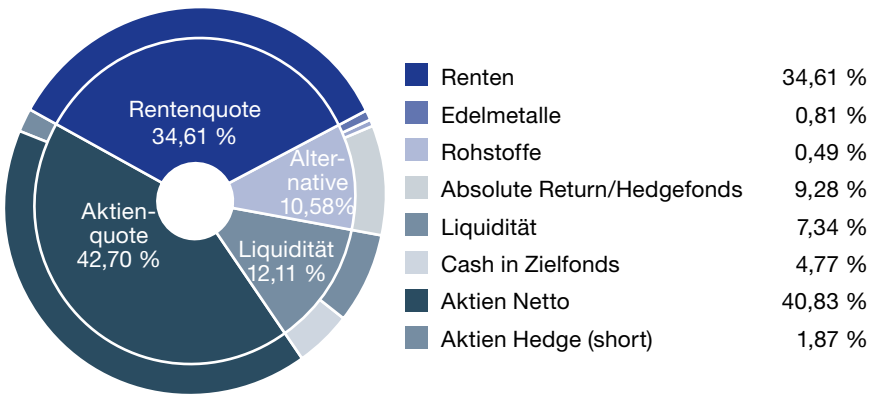 Rentenquote
34,61 %
Alter-
native
10,58%
Aktien-
quote
42,70 %
Liquidität
12,11 %
Renten 34,61 %
Edelmetalle 0,81 %
Rohstoffe 0,49 %
Absolute Return/Hedgefonds 9,28 %
Liquidität 7,34 %
Cash in Zielfonds 4,77 %
Aktien Netto 40,83 %
Aktien Hedge (short) 1,87 %